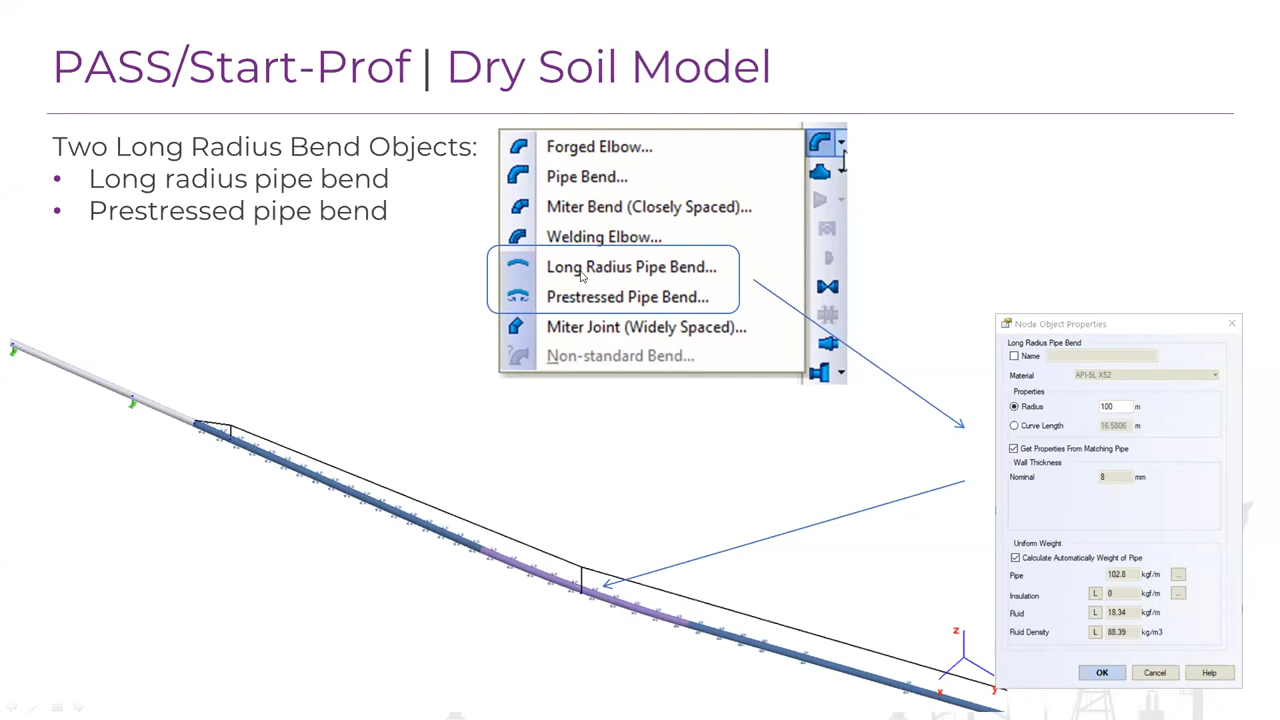 PASS/Start-Prof | Dry Soil Model
Two Long Radius Bend Objects:
• Long radius pipe bend
• Prestressed pipe bend
Forged Elbow...
Pipe Bend...
Miter Bend (Closely Spaced)...
Welding Elbow...
Long Radius Pipe Bend...
Prestressed Pipe Bend...
Miter Joint (Widely Spaced)...
Non-standard Bend...
Node Object Properties
Long Radius Pipe Bend
Name
Material API-5L X52
Properties
Radius 100 m
Curve Length 16.5806 m
Get Properties From Matching Pipe
Wall Thickness
Nominal 8 mm
Uniform Weight
Calculate Automatically Weight of Pipe
Pipe 102.8 kgf/m ...
Insulation L 0 kgf/m ...
Fluid L 18.34 kgf/m
Fluid Density L 88.39 kg/m3
OK Cancel Help
z
x
y